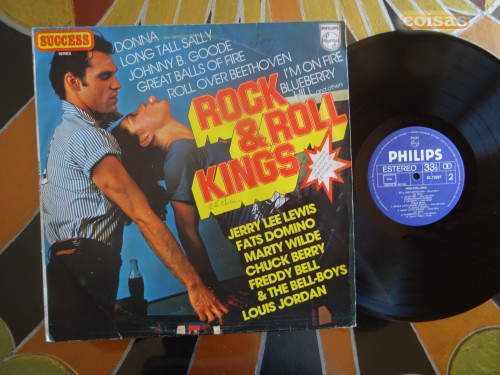 coisas
SUCCESS
SERIES
PHILIPS
DONNA
LONG TALL SALLY
JOHNNY B. GOODE
GREAT BALLS OF FIRE
ROLL OVER BEETHOVEN
I'M ON FIRE
BLUEBERRY
HILL and others
ROCK
& ROLL
KINGS
JERRY LEE LEWIS
FATS DOMINO
MARTY WILDE
CHUCK BERRY
FREDDY BELL
& THE BELL-BOYS
LOUIS JORDAN
PHILIPS
ESTEREO 33⅓
2